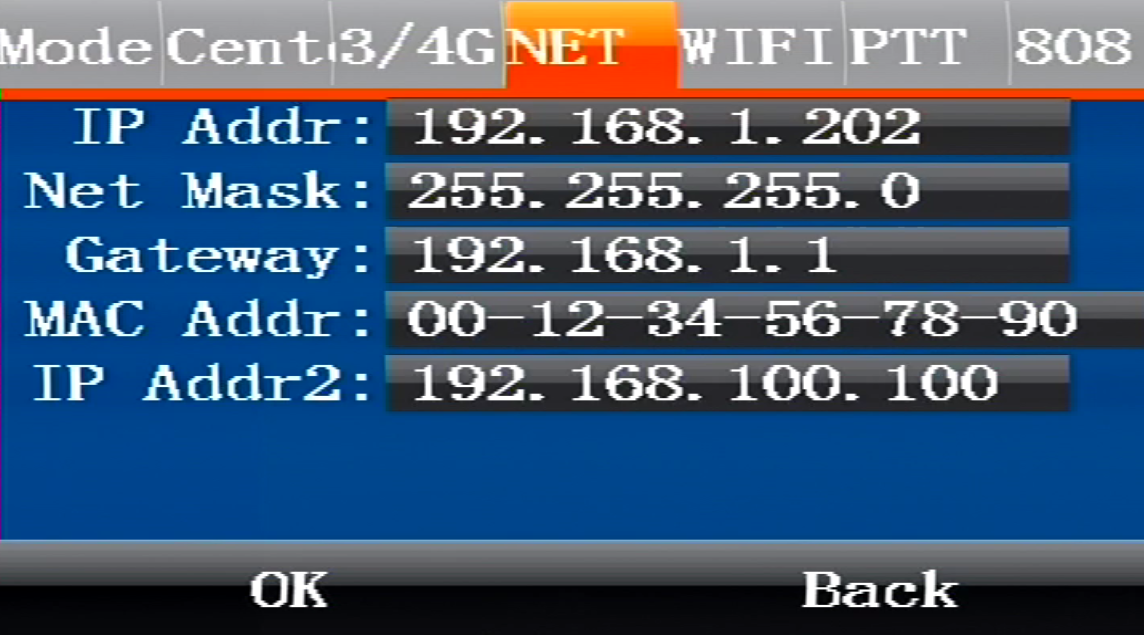 Mode Cent 3/4G NET WIFI PTT 808
IP Addr: 192.168.1.202
Net Mask: 255.255.255.0
Gateway: 192.168.1.1
MAC Addr: 00-12-34-56-78-90
IP Addr2: 192.168.100.100
OK Back